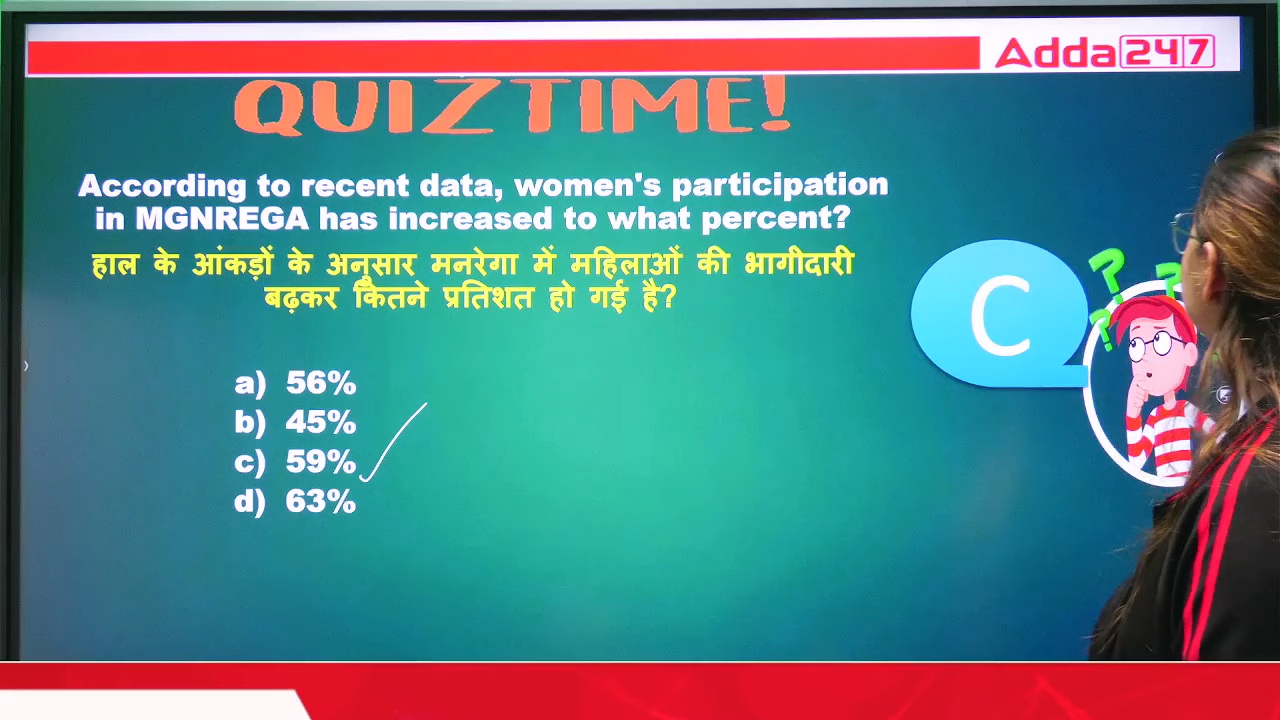 Adda247
QUIZTIME!
According to recent data, women's participation
in MGNREGA has increased to what percent?
हाल के आंकड़ों के अनुसार मनरेगा में महिलाओं की भागीदारी
बढ़कर कितने प्रतिशत हो गई है?
C
a) 56%
b) 45%
c) 59%
d) 63%